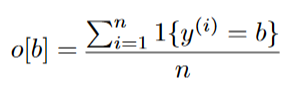 o[b] = \frac{\sum_{i=1}^{n} 1\{y^{(i)} = b\}}{n}